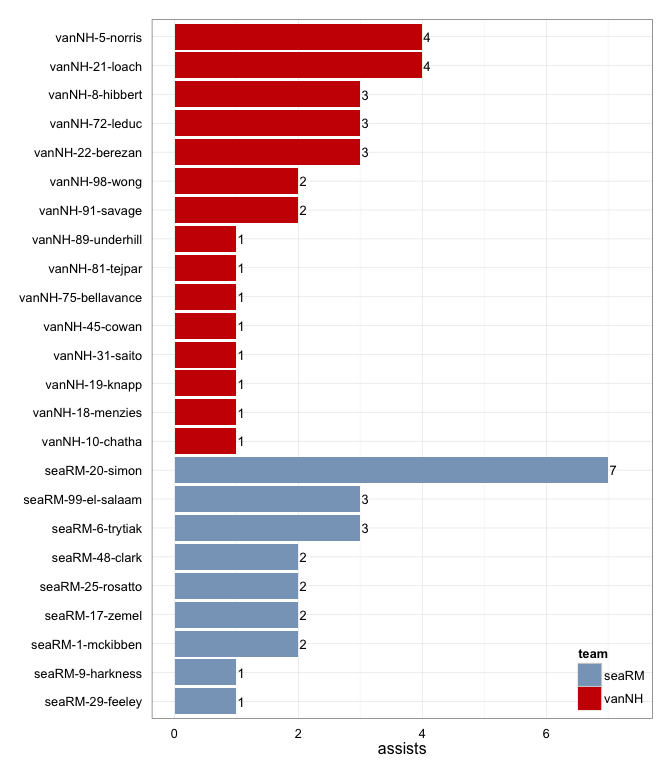 vanNH-5-norris 4
vanNH-21-loach 4
vanNH-8-hibbert 3
vanNH-72-leduc 3
vanNH-22-berezan 3
vanNH-98-wong 2
vanNH-91-savage 2
vanNH-89-underhill 1
vanNH-81-tejpar 1
vanNH-75-bellavance 1
vanNH-45-cowan 1
vanNH-31-saito 1
vanNH-19-knapp 1
vanNH-18-menzies 1
vanNH-10-chatha 1
seaRM-20-simon 7
seaRM-99-el-salaam 3
seaRM-6-trytiak 3
seaRM-48-clark 2
seaRM-25-rosatto 2
seaRM-17-zemel 2
seaRM-1-mckibben 2
seaRM-9-harkness 1
seaRM-29-feeley 1
team
seaRM
vanNH
0 2 4 6
assists